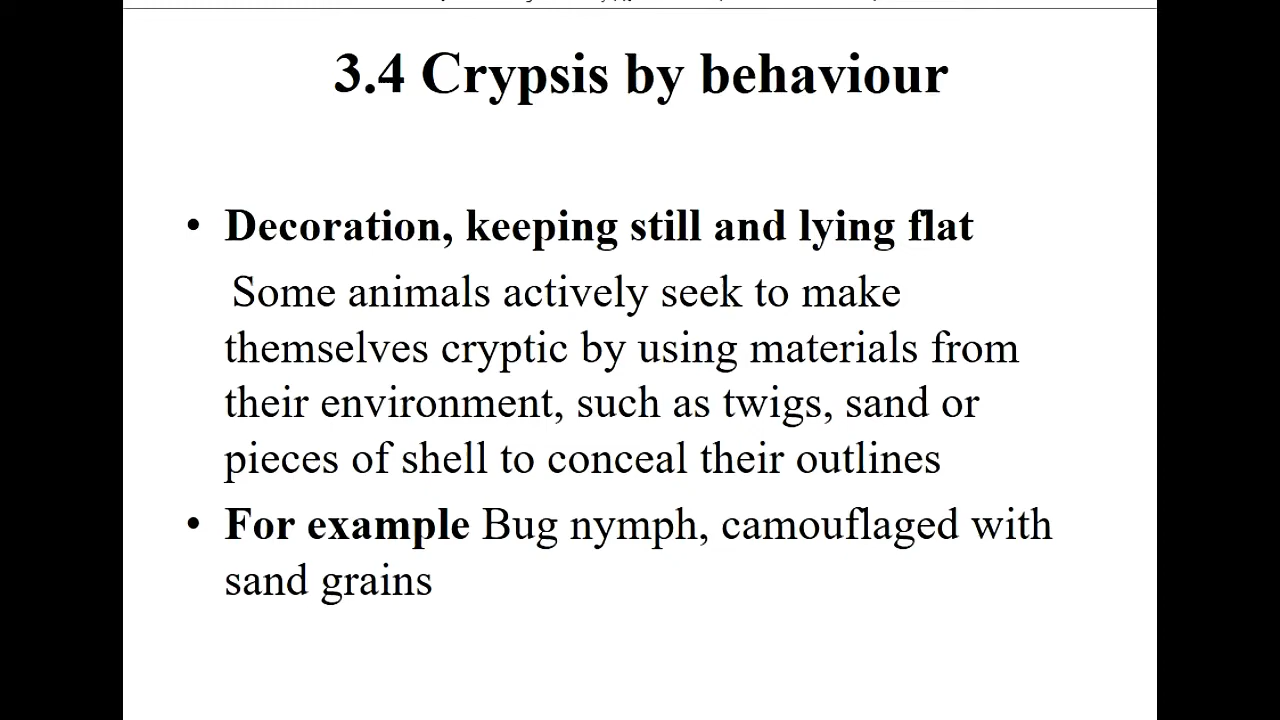 3.4 Crypsis by behaviour
• Decoration, keeping still and lying flat
Some animals actively seek to make
themselves cryptic by using materials from
their environment, such as twigs, sand or
pieces of shell to conceal their outlines
• For example Bug nymph, camouflaged with
sand grains